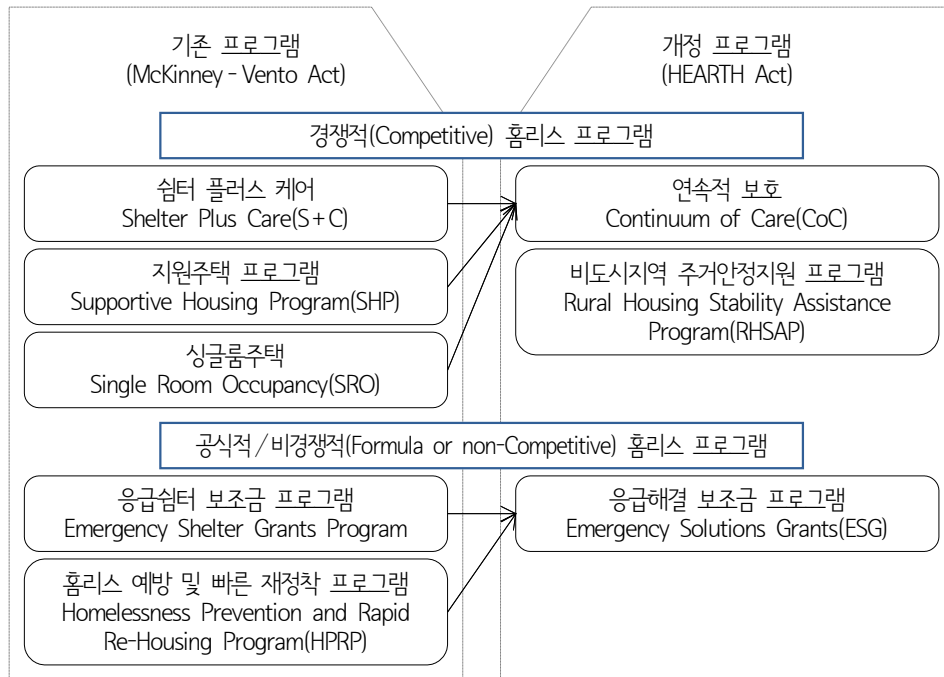 기존 프로그램
(McKinney-Vento Act)
개정 프로그램
(HEARTH Act)
경쟁적(Competitive) 홈리스 프로그램
쉼터 플러스 케어
Shelter Plus Care(S+C)
연속적 보호
Continuum of Care(CoC)
지원주택 프로그램
Supportive Housing Program(SHP)
비도시지역 주거안정지원 프로그램
Rural Housing Stability Assistance
Program(RHSAP)
싱글룸주택
Single Room Occupancy(SRO)
공식적/비경쟁적(Formula or non-Competitive) 홈리스 프로그램
응급쉼터 보조금 프로그램
Emergency Shelter Grants Program
응급해결 보조금 프로그램
Emergency Solutions Grants(ESG)
홈리스 예방 및 빠른 재정착 프로그램
Homelessness Prevention and Rapid
Re-Housing Program(HPRP)